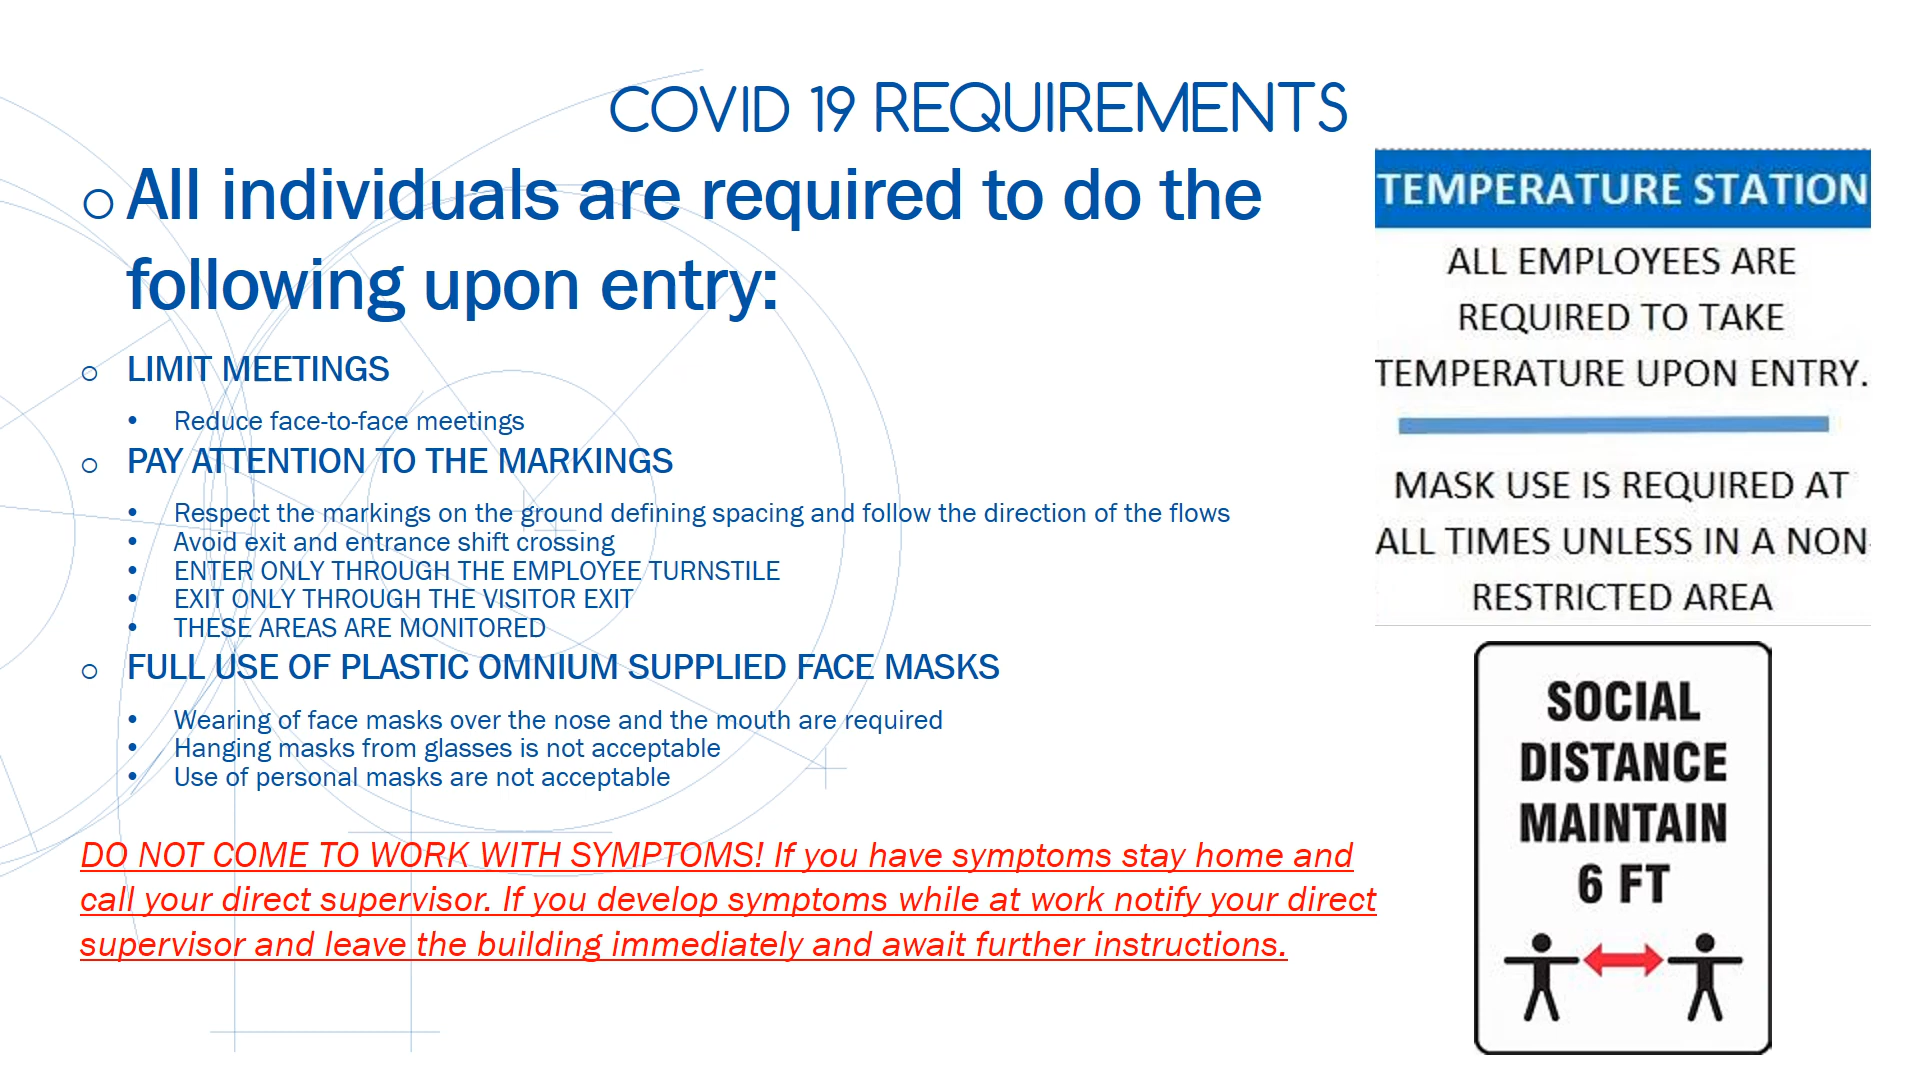 COVID 19 REQUIREMENTS
All individuals are required to do the
following upon entry:
LIMIT MEETINGS
Reduce face-to-face meetings
PAY ATTENTION TO THE MARKINGS
Respect the markings on the ground defining spacing and follow the direction of the flows
Avoid exit and entrance shift crossing
ENTER ONLY THROUGH THE EMPLOYEE TURNSTILE
EXIT ONLY THROUGH THE VISITOR EXIT
THESE AREAS ARE MONITORED
FULL USE OF PLASTIC OMNIUM SUPPLIED FACE MASKS
Wearing of face masks over the nose and the mouth are required
Hanging masks from glasses is not acceptable
Use of personal masks are not acceptable
DO NOT COME TO WORK WITH SYMPTOMS! If you have symptoms stay home and
call your direct supervisor. If you develop symptoms while at work notify your direct
supervisor and leave the building immediately and await further instructions.
TEMPERATURE STATION
ALL EMPLOYEES ARE
REQUIRED TO TAKE
TEMPERATURE UPON ENTRY.
MASK USE IS REQUIRED AT
ALL TIMES UNLESS IN A NON-
RESTRICTED AREA
SOCIAL
DISTANCE
MAINTAIN
6 FT